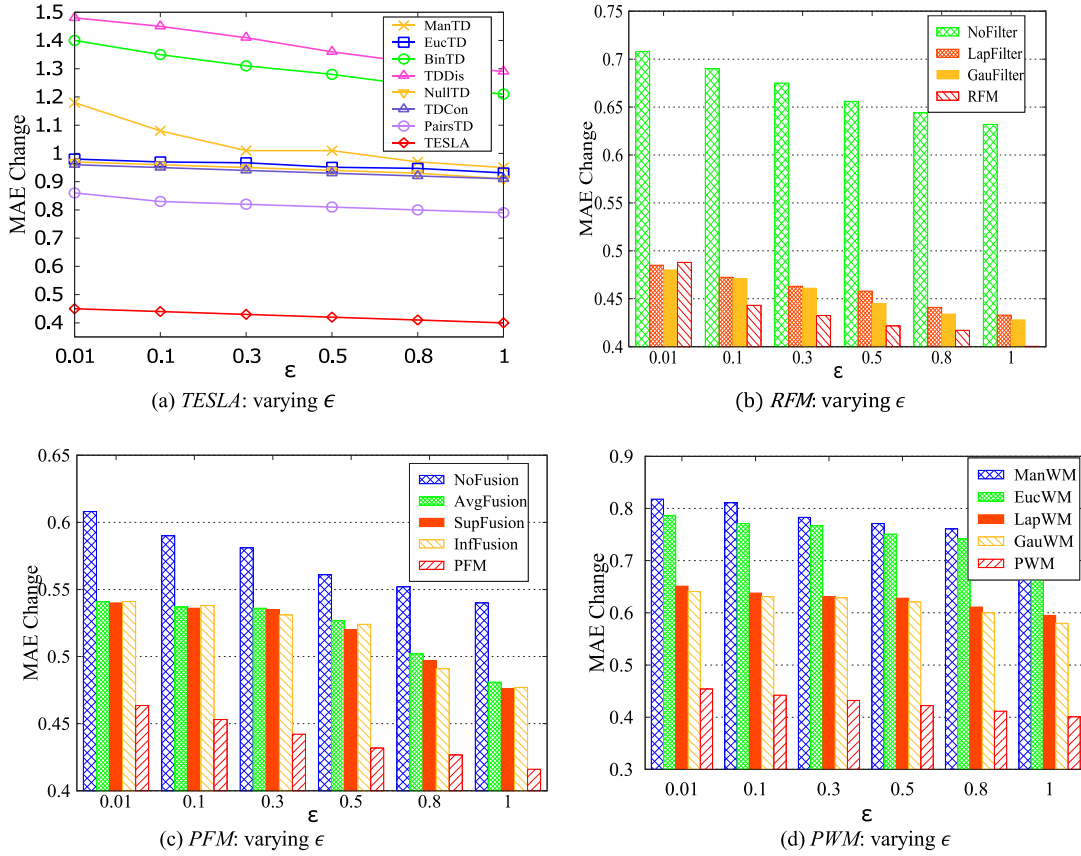 MAE Change
1.5
1.4
1.3
1.2
1.1
1
0.9
0.8
0.7
0.6
0.5
0.4
ManTD
EucTD
BinTD
TDDis
NullTD
TDCon
PairsTD
TESLA
0.01 0.1 0.3 0.5 0.8 1
ε
(a) TESLA: varying ϵ
MAE Change
0.75
0.7
0.65
0.6
0.55
0.5
0.45
0.4
NoFilter
LapFilter
GauFilter
RFM
0.01 0.1 0.3 0.5 0.8 1
ε
(b) RFM: varying ϵ
MAE Change
0.65
0.6
0.55
0.5
0.45
0.4
NoFusion
AvgFusion
SupFusion
InfFusion
PFM
0.01 0.1 0.3 0.5 0.8 1
ε
(c) PFM: varying ϵ
MAE Change
0.9
0.8
0.7
0.6
0.5
0.4
0.3
ManWM
EucWM
LapWM
GauWM
PWM
0.01 0.1 0.3 0.5 0.8 1
ε
(d) PWM: varying ϵ